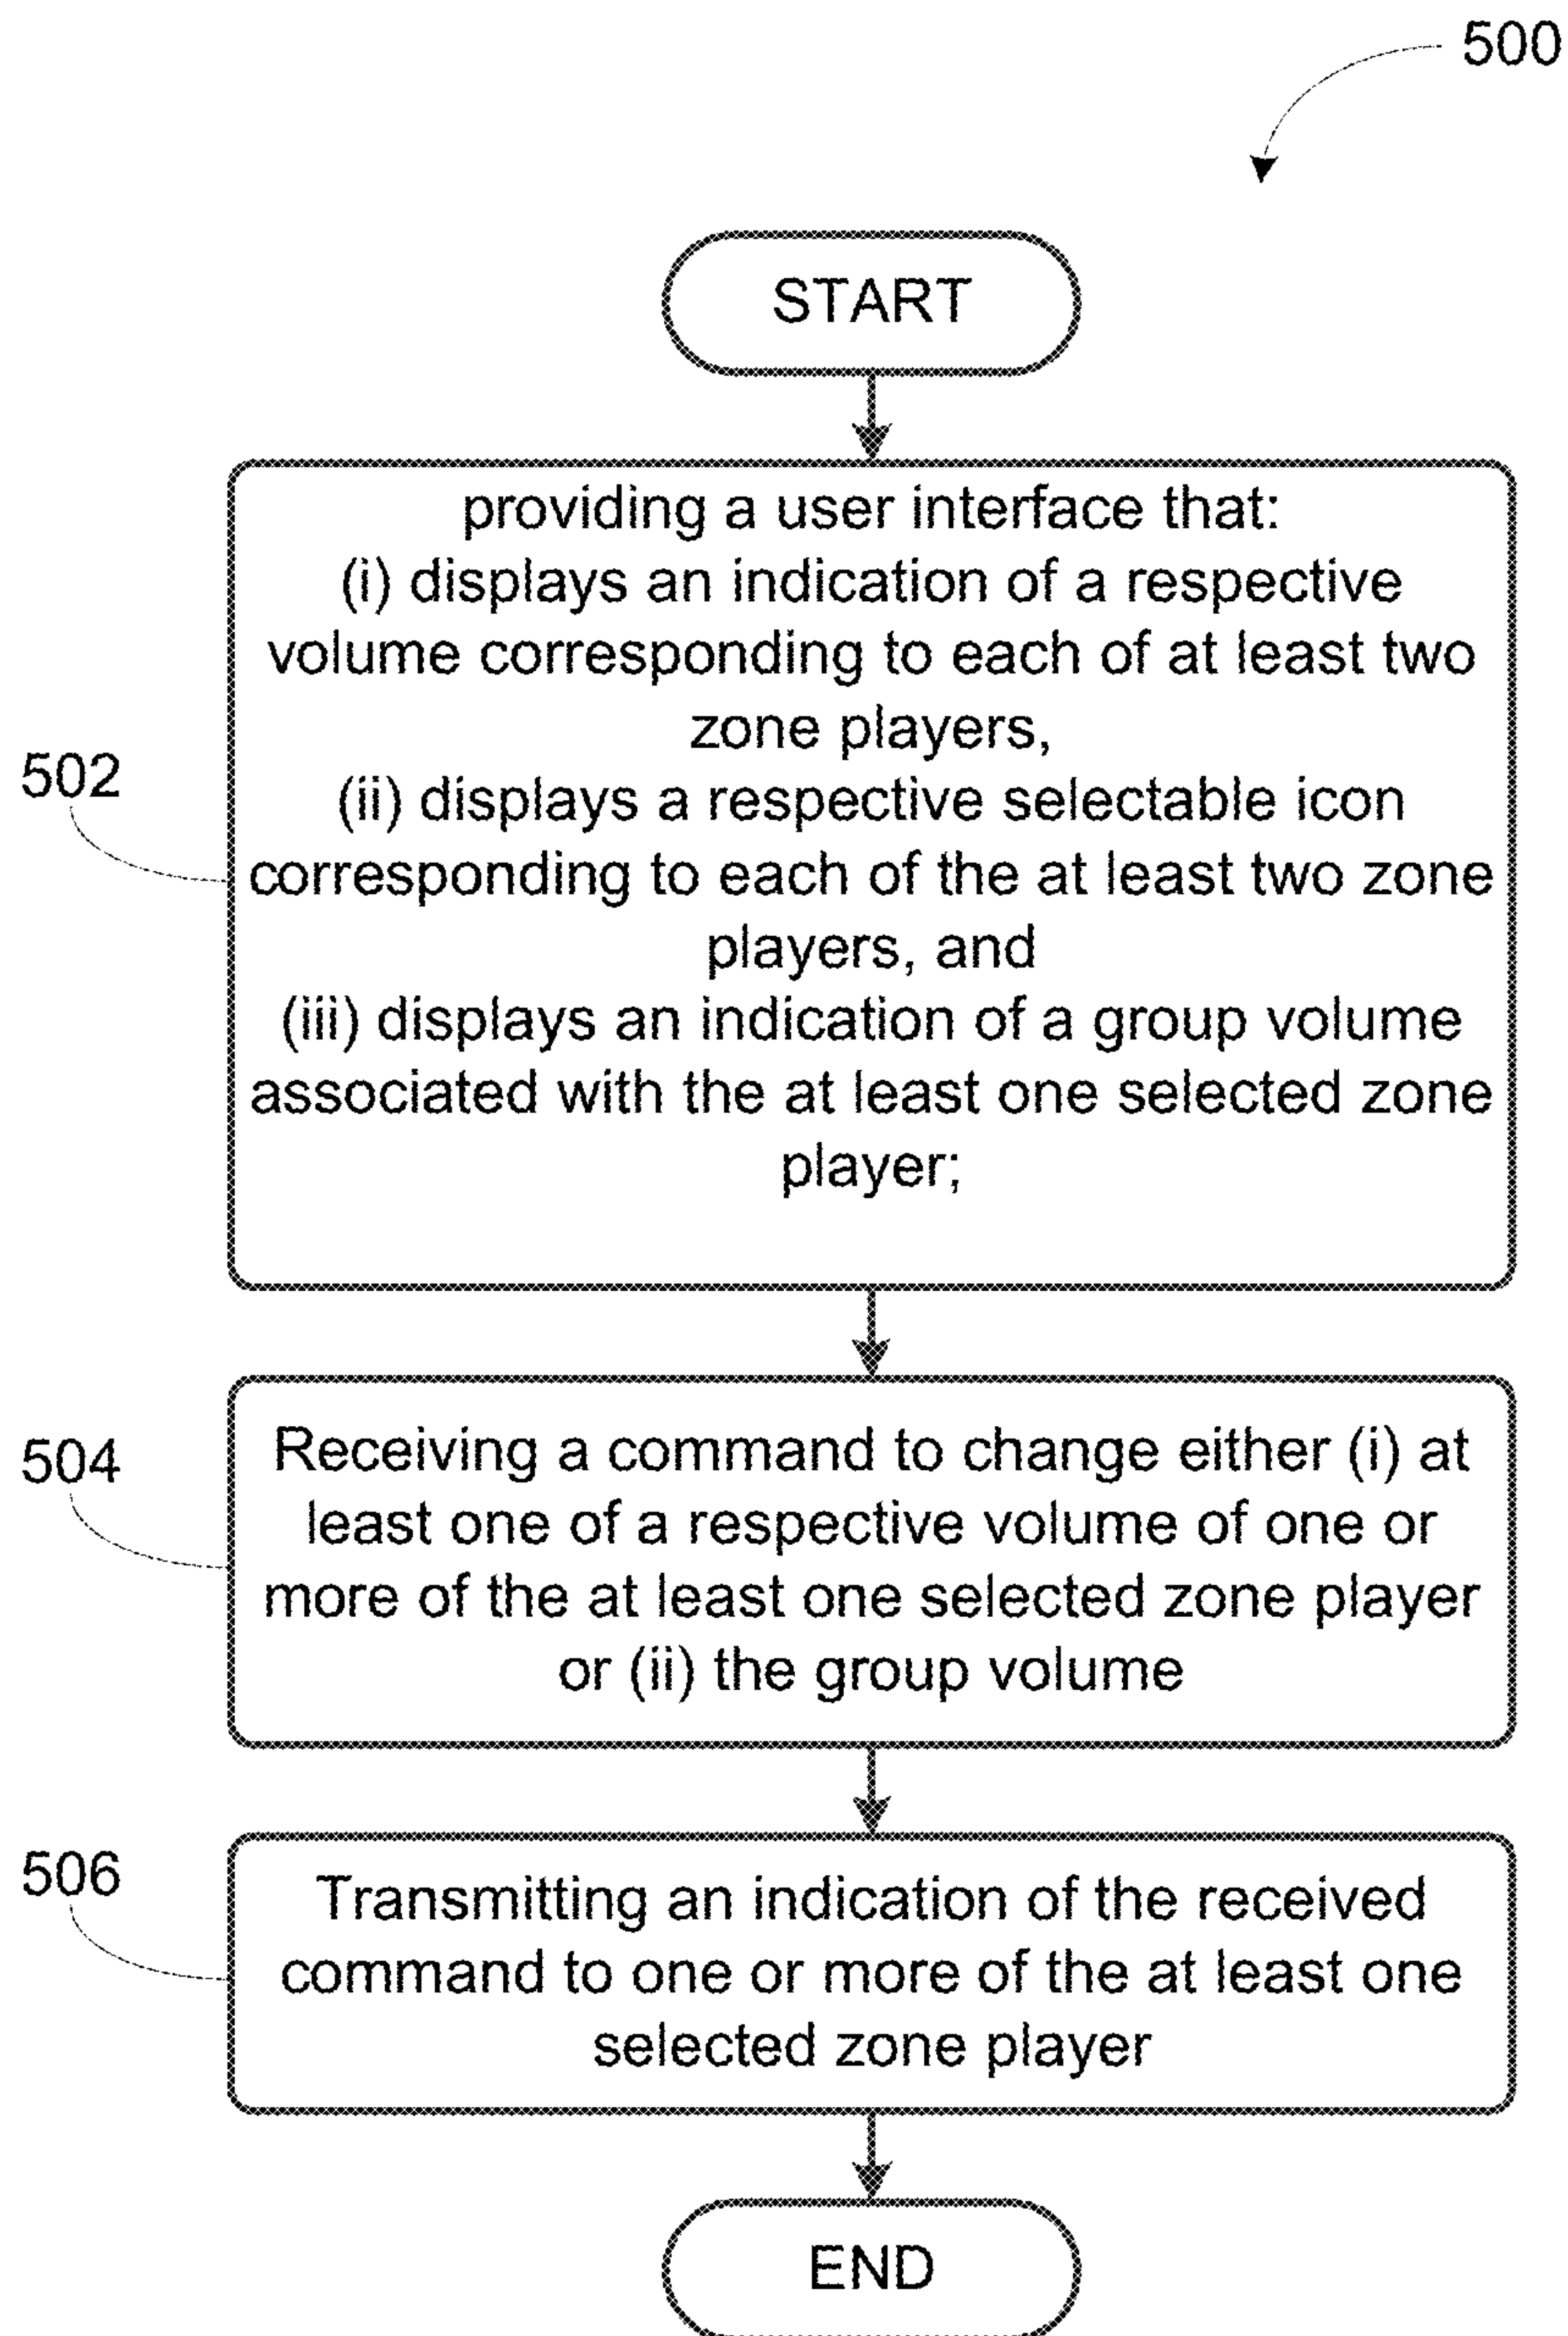 500
START
providing a user interface that:
(i) displays an indication of a respective
volume corresponding to each of at least two
zone players,
(ii) displays a respective selectable icon
corresponding to each of the at least two zone
players, and
(iii) displays an indication of a group volume
associated with the at least one selected zone
player;
502
Receiving a command to change either (i) at
least one of a respective volume of one or
more of the at least one selected zone player
or (ii) the group volume
504
Transmitting an indication of the received
command to one or more of the at least one
selected zone player
506
END